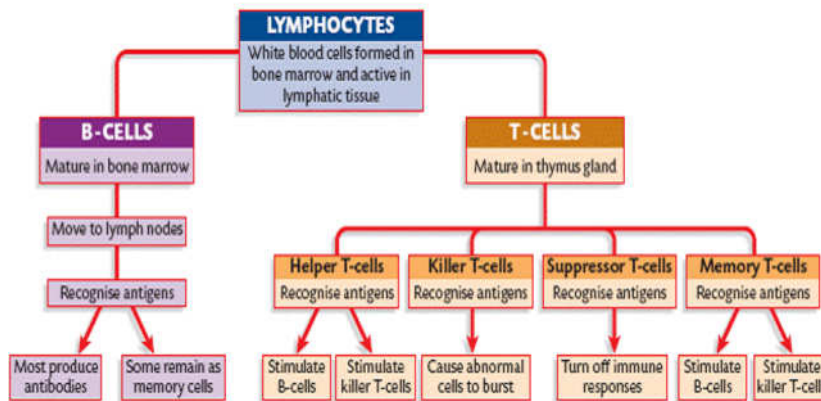 LYMPHOCYTES
White blood cells formed in
bone marrow and active in
lymphatic tissue
B-CELLS
Mature in bone marrow
Move to lymph nodes
Recognise antigens
Most produce
antibodies
Some remain as
memory cells
T-CELLS
Mature in thymus gland
Helper T-cells
Recognise antigens
Stimulate
B-cells
Stimulate
killer T-cells
Killer T-cells
Recognise antigens
Cause abnormal
cells to burst
Suppressor T-cells
Recognise antigens
Turn off immune
responses
Memory T-cells
Recognise antigens
Stimulate
B-cells
Stimulate
killer T-cell